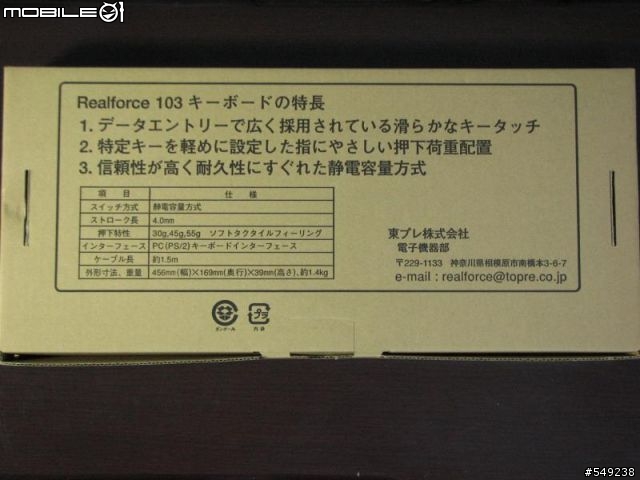 MOBILE01
Realforce 103 キーボードの特長
1. データエントリーで広く採用されている滑らかなキータッチ
2. 特定キーを軽めに設定した指にやさしい押下荷重配置
3. 信頼性が高く耐久性にすぐれた静電容量方式
項 目 仕 様
スイッチ方式 静電容量方式
ストローク長 4.0mm
押下特性 30g,45g,55g ソフトタクタイルフィーリング
インターフェース PC(PS/2)キーボードインターフェース
ケーブル長 約1.5m
外形寸法、重量 456mm(幅)×169mm(奥行)×39mm(高さ)、約1.4kg
東プレ株式会社
電子機器部
〒229-1133 神奈川県相模原市南橋本3-6-7
e-mail : realforce@topre.co.jp
プラ
ダンボール 内袋
#549238